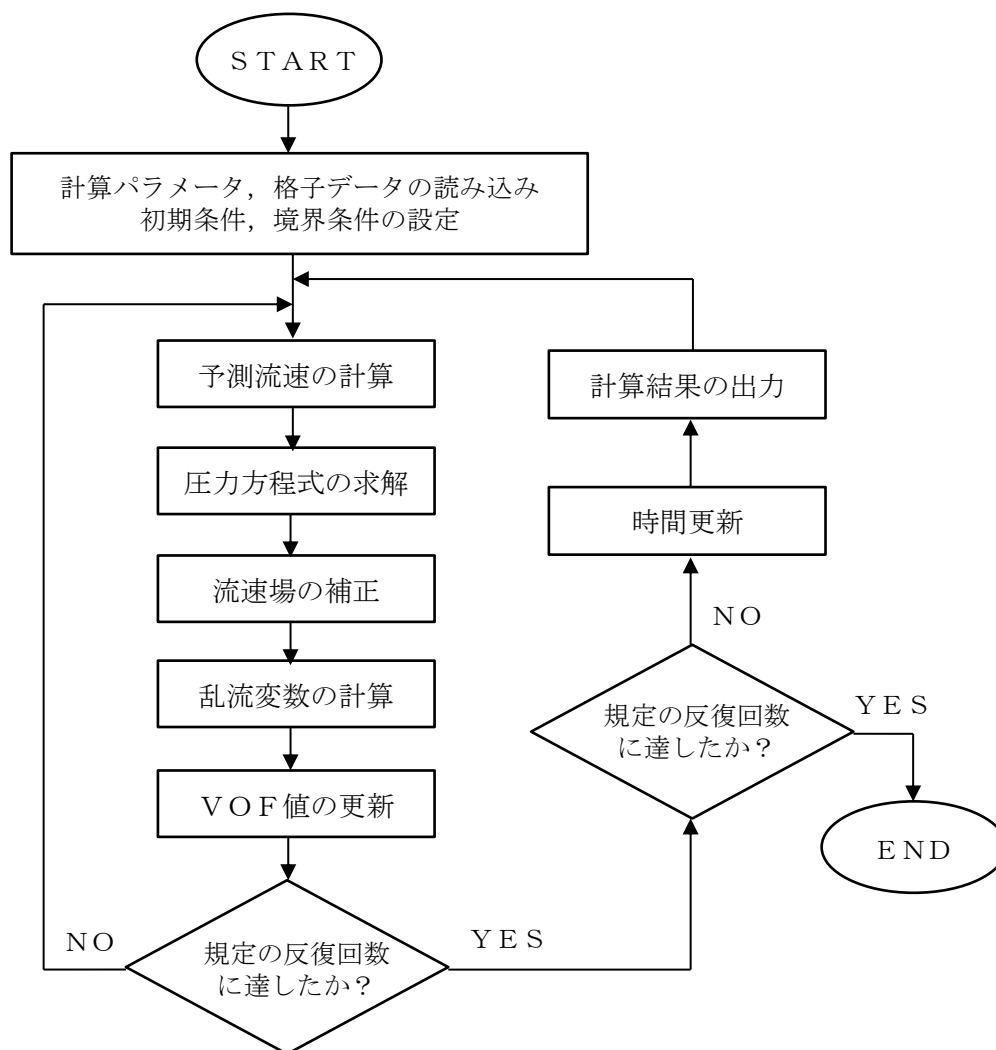 ＳＴＡＲＴ
計算パラメータ，格子データの読み込み
初期条件，境界条件の設定
予測流速の計算
圧力方程式の求解
流速場の補正
乱流変数の計算
ＶＯＦ値の更新
規定の反復回数
に達したか？
ＮＯ
ＹＥＳ
規定の反復回数
に達したか？
ＮＯ
ＹＥＳ
時間更新
計算結果の出力
ＥＮＤ